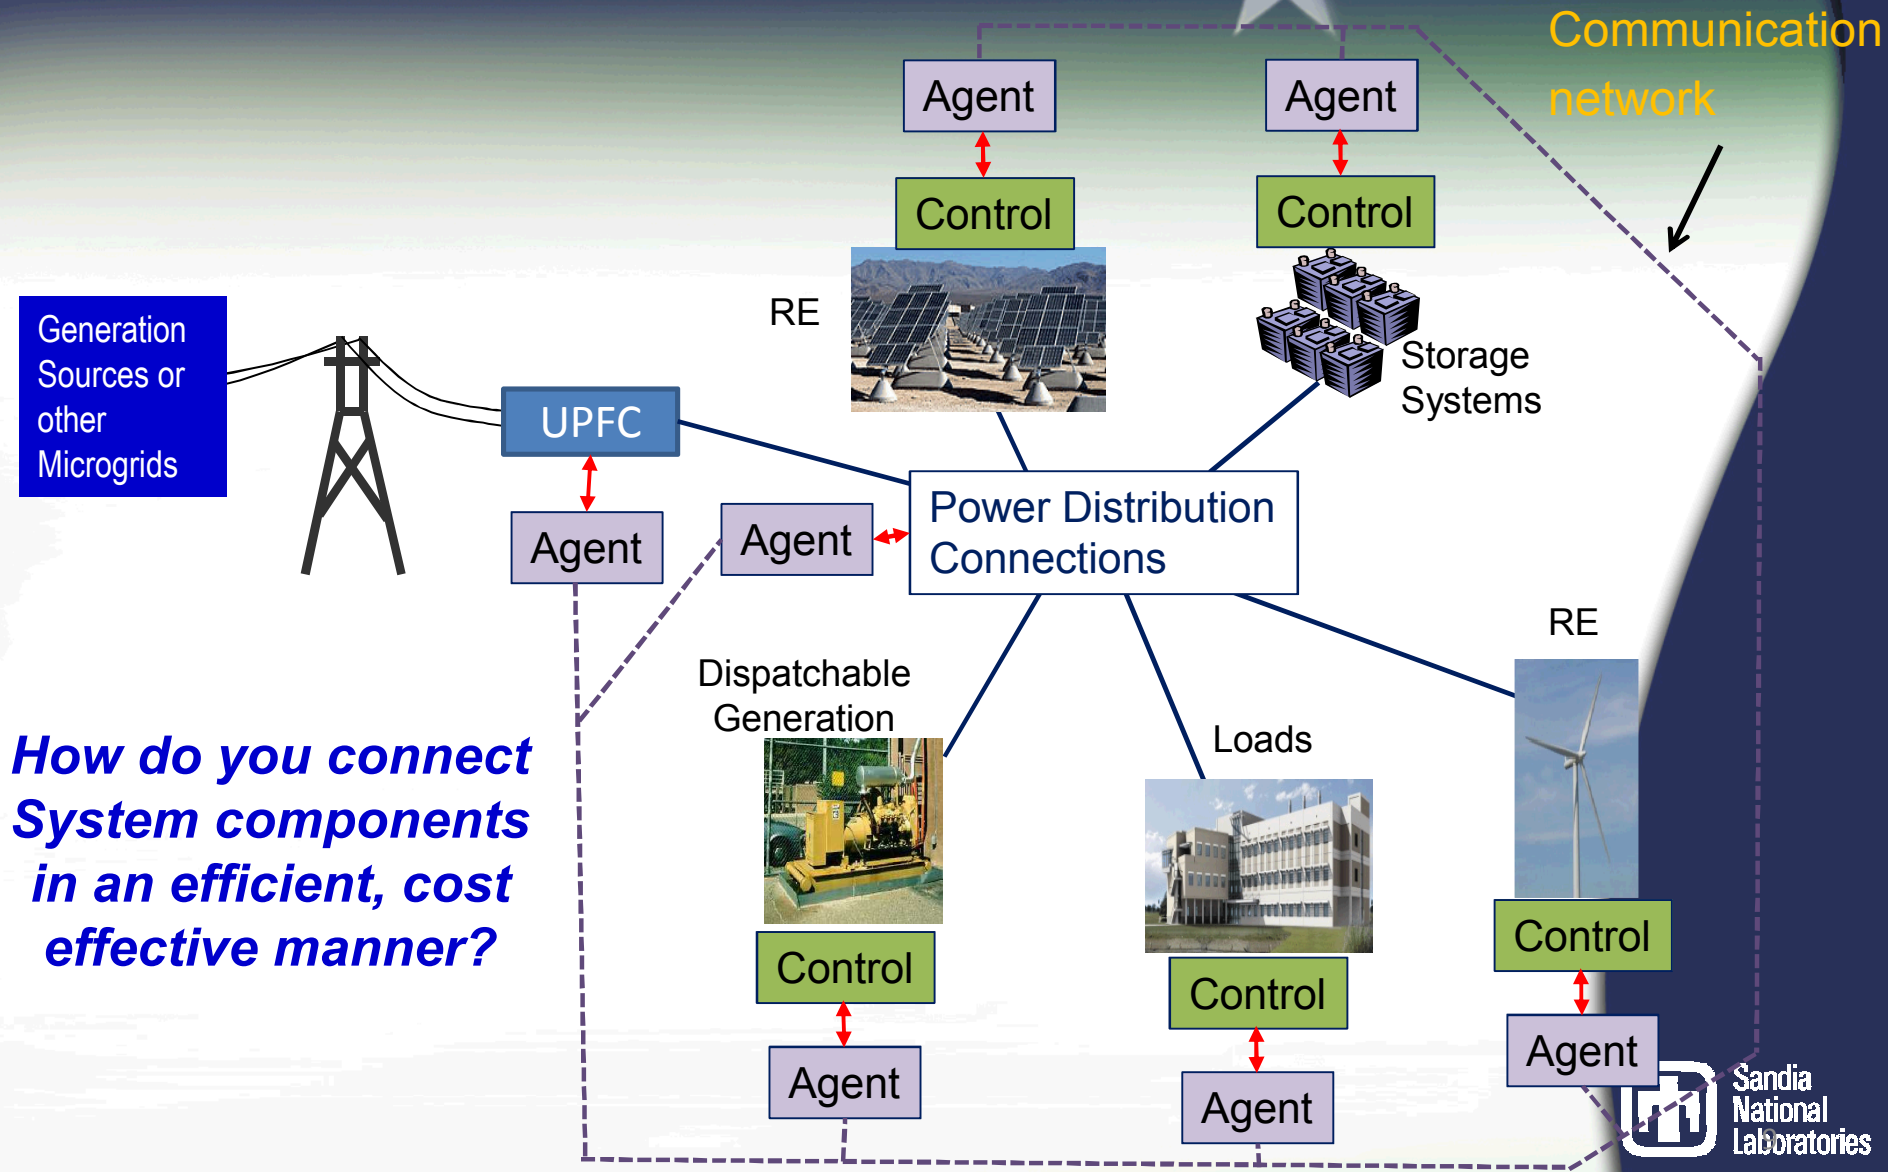 Communication
network
Agent
Agent
Control
Control
RE
Generation
Sources or
other
Microgrids
Storage
Systems
UPFC
Power Distribution
Connections
Agent
Agent
RE
Dispatchable
Generation
Loads
How do you connect
System components
in an efficient, cost
effective manner?
Control
Control
Control
Agent
Agent
Agent
Sandia
National
Laboratories
9